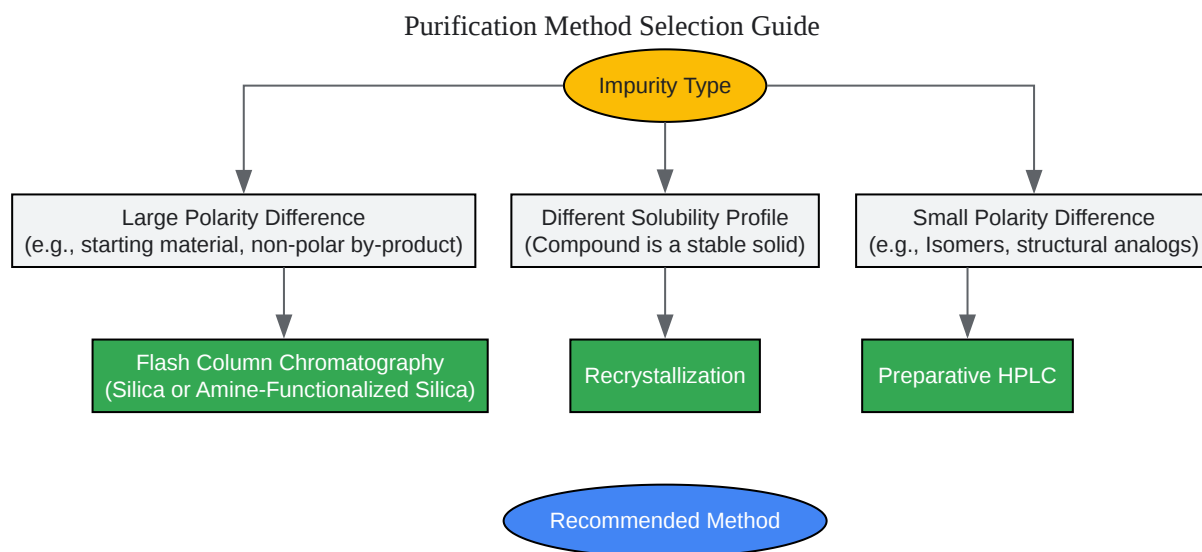 Purification Method Selection Guide
Impurity Type
Large Polarity Difference
(e.g., starting material, non-polar by-product)
Different Solubility Profile
(Compound is a stable solid)
Small Polarity Difference
(e.g., Isomers, structural analogs)
Flash Column Chromatography
(Silica or Amine-Functionalized Silica)
Recrystallization
Preparative HPLC
Recommended Method